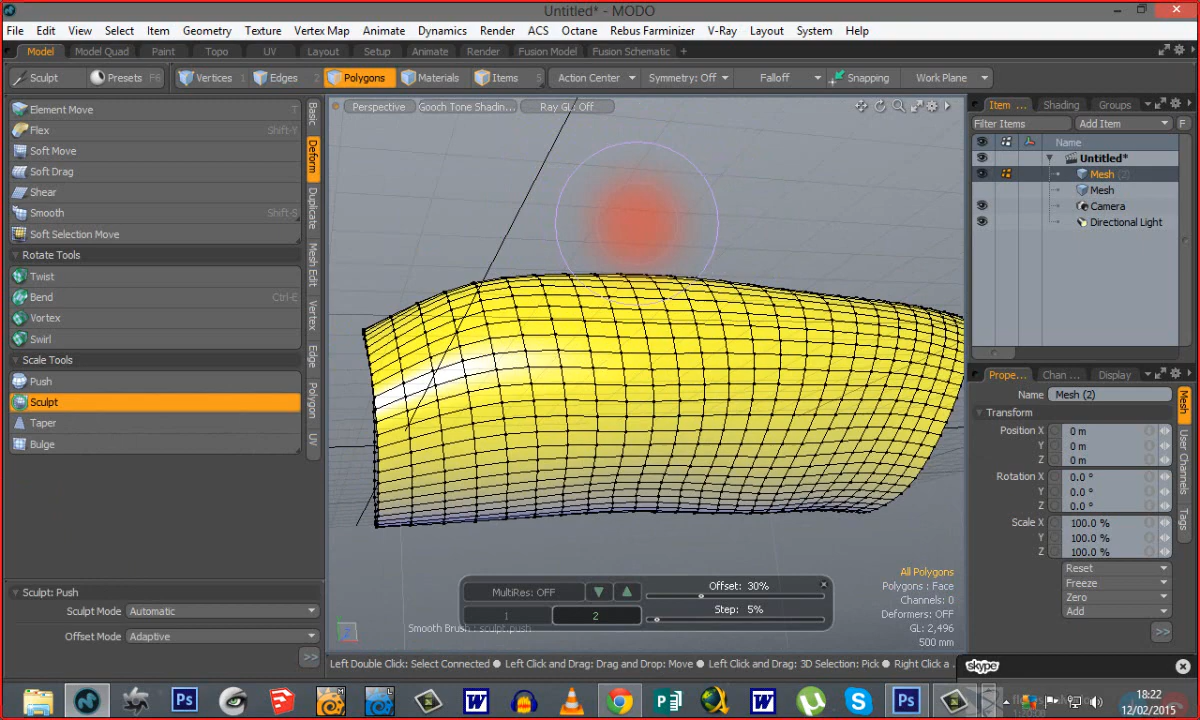 Untitled* - MODO
File Edit View Select Item Geometry Texture Vertex Map Animate Dynamics Render ACS Octane Rebus Farminizer V-Ray Layout System Help
Model Model Quad Paint Topo UV Layout Setup Animate Render Fusion Model Fusion Schematic +
Sculpt Presets F6 Vertices 1 Edges 2 Polygons Materials Items 5 Action Center Symmetry: Off Falloff Snapping Work Plane
Element Move T
Flex Shift-Y
Soft Move
Soft Drag
Shear
Smooth Shift-S
Soft Selection Move
Rotate Tools
Twist
Bend Ctrl-E
Vortex
Swirl
Scale Tools
Push
Sculpt
Taper
Bulge
Basic
Deform
Duplicate
Mesh Edit
Vertex
Edge
Polygon
UV
Sculpt: Push
Sculpt Mode Automatic
Offset Mode Adaptive
>>
Perspective Gooch Tone Shadin... Ray GL: Off
MultiRes: OFF
1 2
Offset: 30%
Step: 5%
Smooth Brush : sculpt.push
All Polygons
Polygons : Face
Channels: 0
Deformers: OFF
GL: 2,496
500 mm
Left Double Click: Select Connected ● Left Click and Drag: Drag and Drop: Move ● Left Click and Drag: 3D Selection: Pick ● Right Click a
Item ... Shading Groups
Filter Items Add Item F
Name
Untitled*
Mesh (2)
Mesh
Camera
Directional Light
Prope... Chan ... Display
Name Mesh (2)
Transform
Position X 0 m
Y 0 m
Z 0 m
Rotation X 0.0 °
Y 0.0 °
Z 0.0 °
Scale X 100.0 %
Y 100.0 %
Z 100.0 %
Reset
Freeze
Zero
Add
>>
Mesh
User Channels
Tags
skype
18:22
12/02/2015